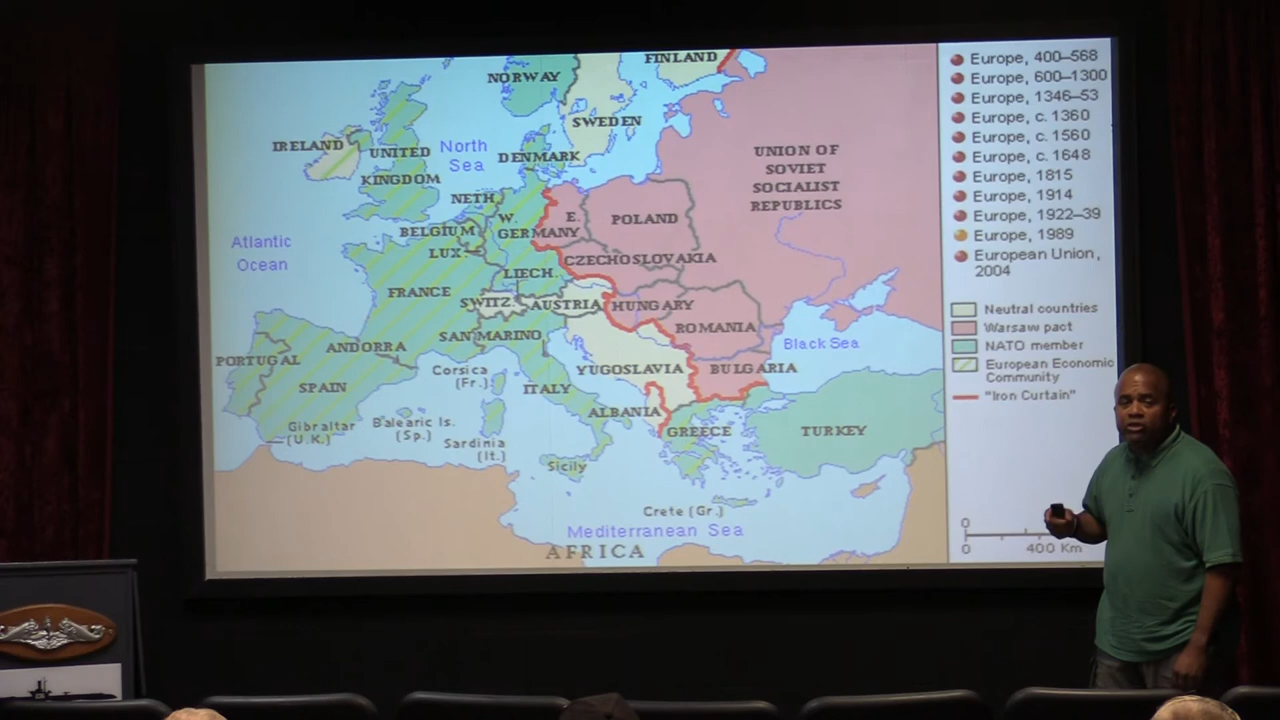 NORWAY
FINLAND
SWEDEN
IRELAND
UNITED
KINGDOM
North
Sea
DENMARK
UNION OF
SOVIET
SOCIALIST
REPUBLICS
NETH.
BELGIUM
LUX.
W.
GERMANY
E.
POLAND
Atlantic
Ocean
CZECHOSLOVAKIA
LIECH.
FRANCE
SWITZ.
AUSTRIA
HUNGARY
ROMANIA
SAN MARINO
Black Sea
PORTUGAL
ANDORRA
SPAIN
Corsica
(Fr.)
YUGOSLAVIA
BULGARIA
ITALY
ALBANIA
Gibraltar
(U.K.)
Balearic Is.
(Sp.)
Sardinia
(It.)
GREECE
TURKEY
Sicily
Crete (Gr.)
Mediterranean Sea
AFRICA
Europe, 400–568
Europe, 600–1300
Europe, 1346–53
Europe, c. 1360
Europe, c. 1560
Europe, c. 1648
Europe, 1815
Europe, 1914
Europe, 1922–39
Europe, 1989
European Union,
2004
Neutral countries
Warsaw pact
NATO member
European Economic
Community
"Iron Curtain"
0
0 400 Km